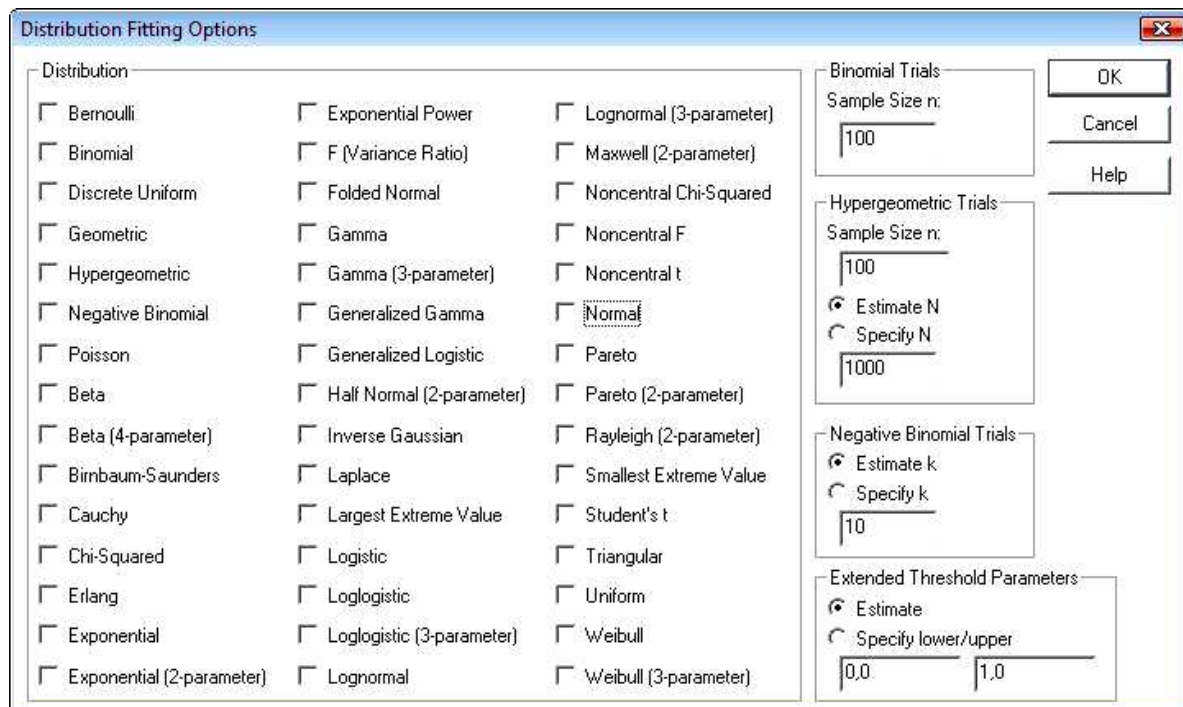 Distribution Fitting Options
Distribution
Bernoulli
Binomial
Discrete Uniform
Geometric
Hypergeometric
Negative Binomial
Poisson
Beta
Beta (4-parameter)
Birnbaum-Saunders
Cauchy
Chi-Squared
Erlang
Exponential
Exponential (2-parameter)
Exponential Power
F (Variance Ratio)
Folded Normal
Gamma
Gamma (3-parameter)
Generalized Gamma
Generalized Logistic
Half Normal (2-parameter)
Inverse Gaussian
Laplace
Largest Extreme Value
Logistic
Loglogistic
Loglogistic (3-parameter)
Lognormal
Lognormal (3-parameter)
Maxwell (2-parameter)
Noncentral Chi-Squared
Noncentral F
Noncentral t
Normal
Pareto
Pareto (2-parameter)
Rayleigh (2-parameter)
Smallest Extreme Value
Student's t
Triangular
Uniform
Weibull
Weibull (3-parameter)
Binomial Trials
Sample Size n:
100
Hypergeometric Trials
Sample Size n:
100
Estimate N
Specify N
1000
Negative Binomial Trials
Estimate k
Specify k
10
Extended Threshold Parameters
Estimate
Specify lower/upper
0,0 1,0
OK
Cancel
Help